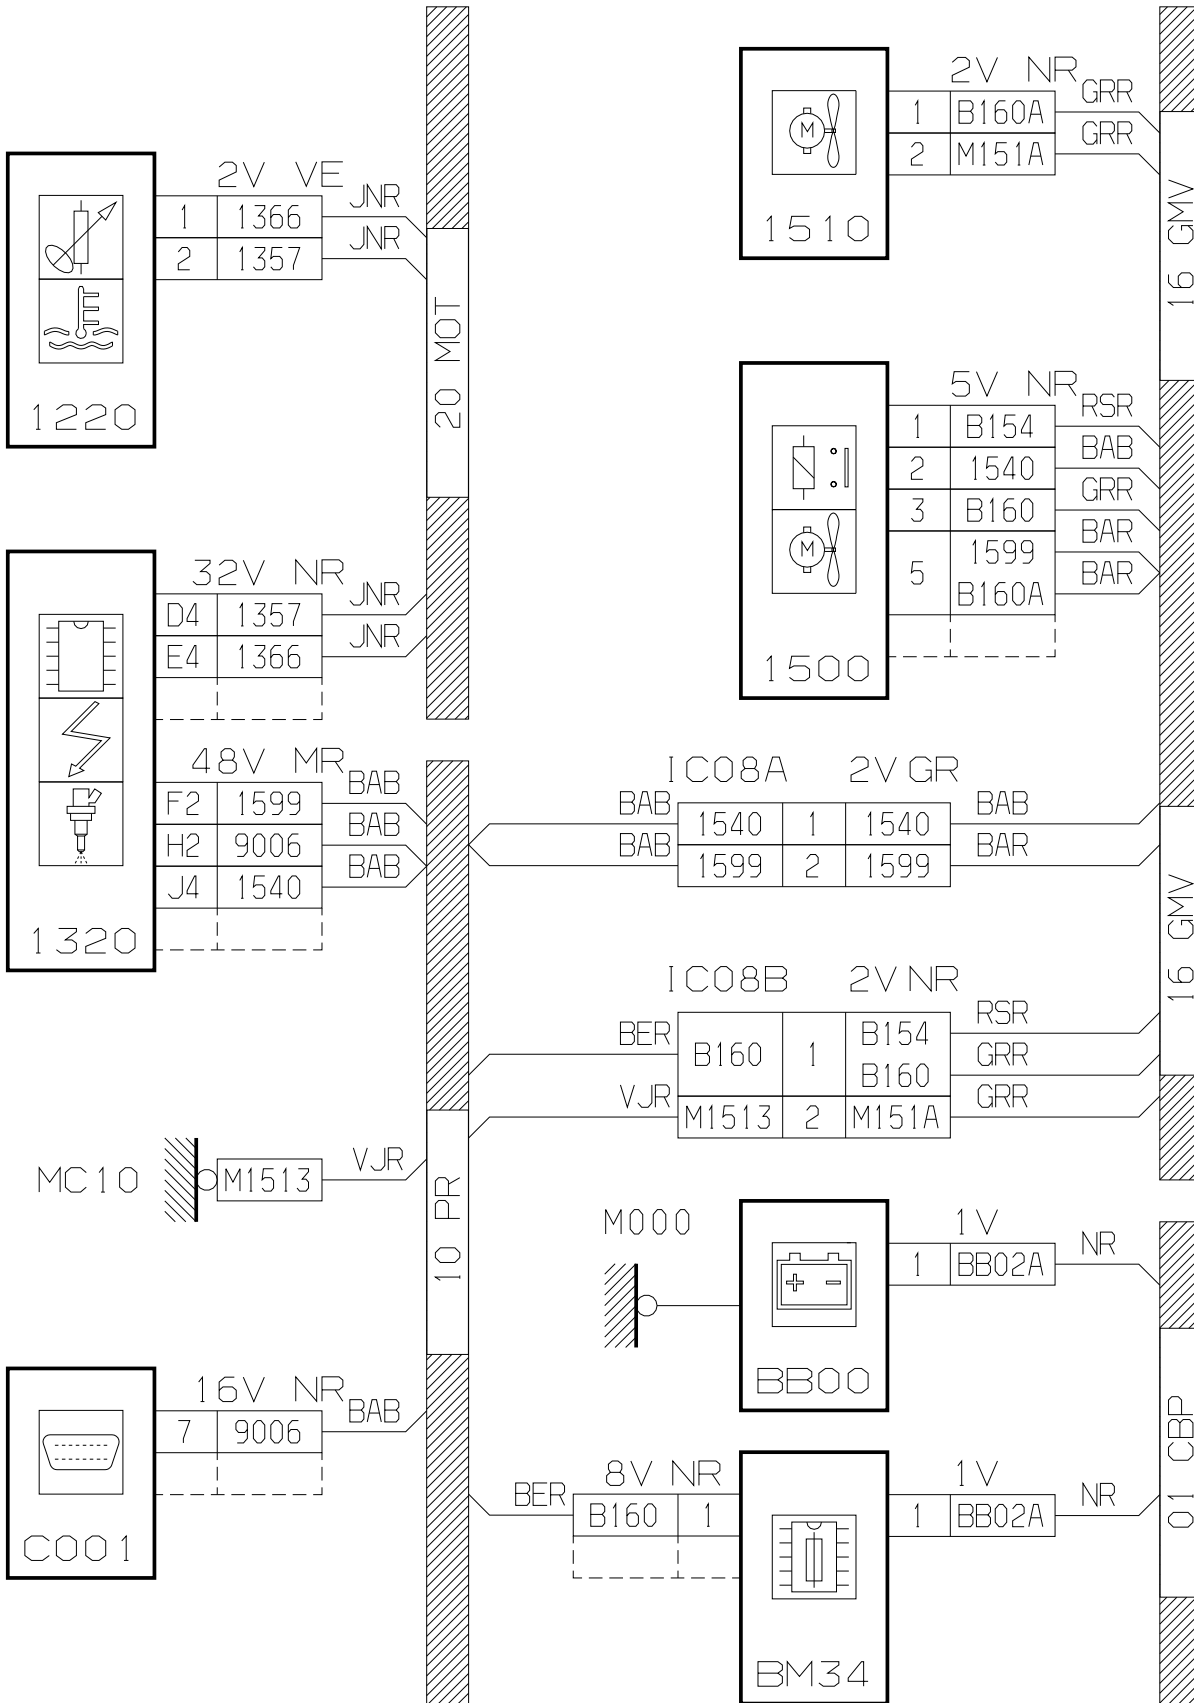 2V VE
1 1366 JNR
2 1357 JNR
1220
20 MOT
32V NR
D4 1357 JNR
E4 1366 JNR
48V MR
F2 1599 BAB
H2 9006 BAB
J4 1540 BAB
1320
MC10 M1513 VJR
10 PR
16V NR
7 9006 BAB
C001
2V NR
M
1 B160A GRR
2 M151A GRR
1510
16 GMV
5V NR
1 B154 RSR
2 1540 BAB
3 B160 GRR
M
5 1599 BAR
B160A BAR
1500
IC08A 2V GR
BAB 1540 1 1540 BAB
BAB 1599 2 1599 BAR
16 GMV
IC08B 2V NR
BER B160 1 B154 RSR
B160 GRR
VJR M1513 2 M151A GRR
M000
1V
+ -
1 BB02A NR
BB00
01 CBP
8V NR
BER B160 1
1V
1 BB02A NR
BM34